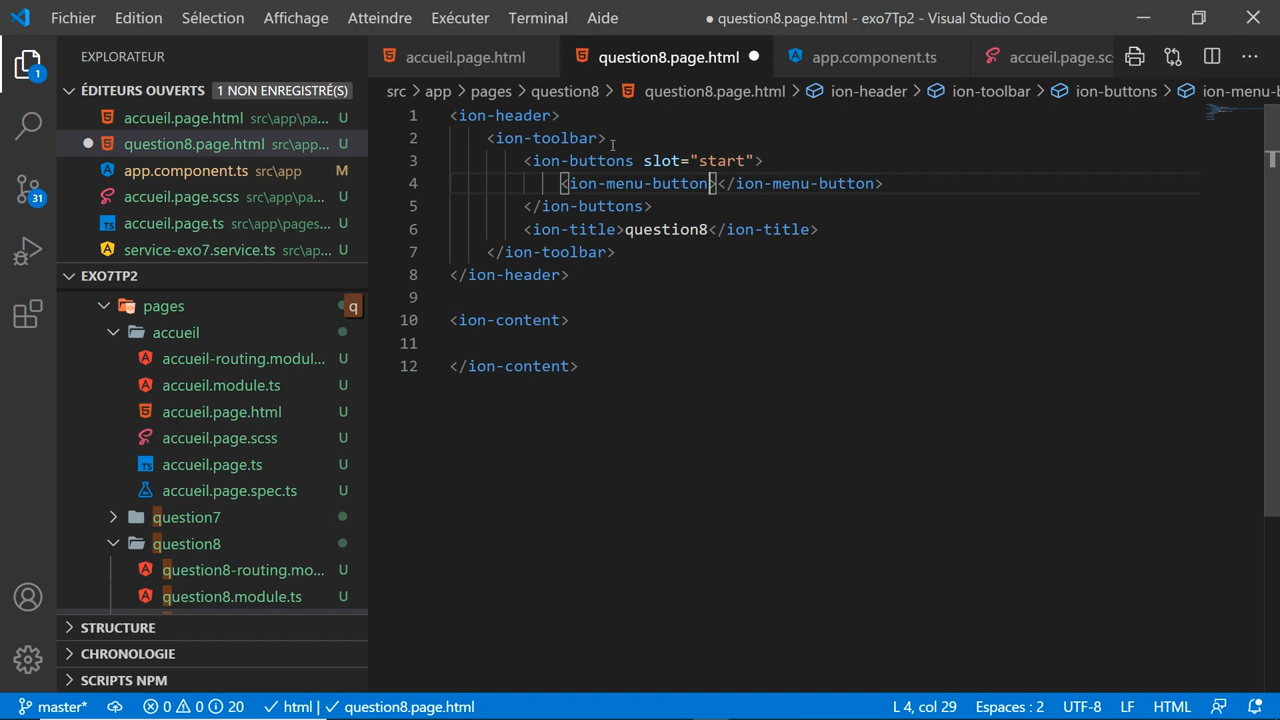 Fichier Edition Sélection Affichage Atteindre Exécuter Terminal Aide ● question8.page.html - exo7Tp2 - Visual Studio Code
EXPLORATEUR
accueil.page.html question8.page.html app.component.ts accueil.page.sc
ÉDITEURS OUVERTS 1 NON ENREGISTRÉ(S)
src > app > pages > question8 > question8.page.html > ion-header > ion-toolbar > ion-buttons > ion-menu-b
accueil.page.html src\app\pa... U
question8.page.html src\app... U
app.component.ts src\app M
accueil.page.scss src\app\pa... U
accueil.page.ts src\app\pages... U
service-exo7.service.ts src\ap... U
EXO7TP2
pages q
accueil
accueil-routing.modul... U
accueil.module.ts U
accueil.page.html U
accueil.page.scss U
accueil.page.ts U
accueil.page.spec.ts U
question7
question8
question8-routing.mo... U
question8.module.ts U
STRUCTURE
CHRONOLOGIE
SCRIPTS NPM
1
31
1 <ion-header>
2 <ion-toolbar>
3 <ion-buttons slot="start">
4 <ion-menu-button></ion-menu-button>
5 </ion-buttons>
6 <ion-title>question8</ion-title>
7 </ion-toolbar>
8 </ion-header>
9
10 <ion-content>
11
12 </ion-content>
master* 0 0 20 html | question8.page.html L 4, col 29 Espaces : 2 UTF-8 LF HTML